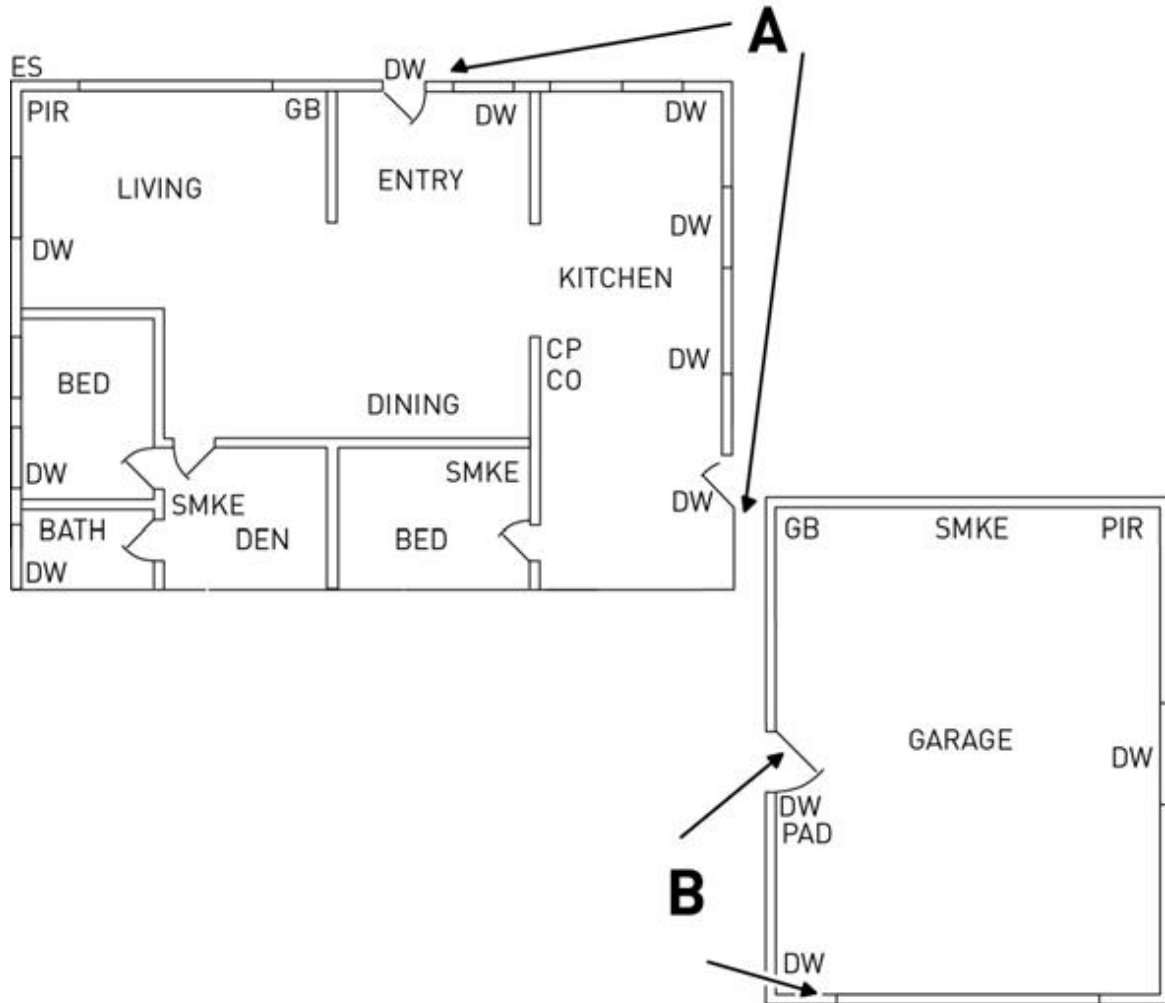 A
ES
DW
PIR
GB
DW
DW
LIVING
ENTRY
DW
DW
KITCHEN
CP
CO
DW
BED
DINING
DW
SMKE
SMKE
DW
BATH
DEN
BED
DW
GB
SMKE
PIR
GARAGE
DW
DW
PAD
B
DW